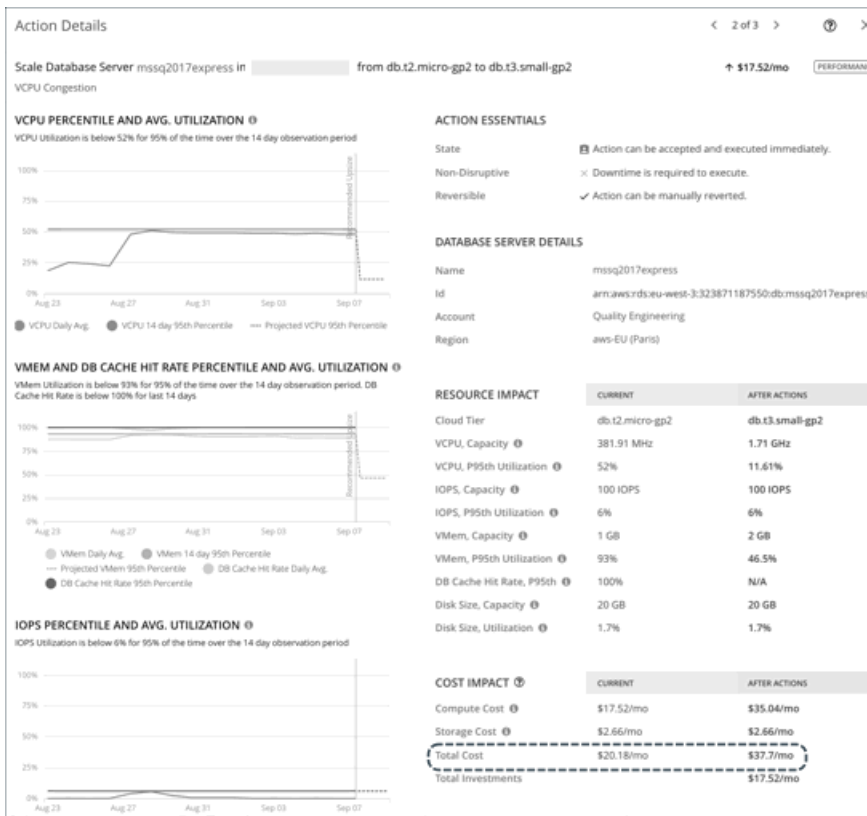 Action Details
2 of 3
Scale Database Server mssq2017express in from db.t2.micro-gp2 to db.t3.small-gp2
↑ $17.52/mo
PERFORMAN
VCPU Congestion
VCPU PERCENTILE AND AVG. UTILIZATION
VCPU Utilization is below 52% for 95% of the time over the 14 day observation period
100%
75%
50%
25%
0%
Recommended Upsize
Aug 23 Aug 27 Aug 31 Sep 03 Sep 07
VCPU Daily Avg. VCPU 14 day 95th Percentile Projected VCPU 95th Percentile
VMEM AND DB CACHE HIT RATE PERCENTILE AND AVG. UTILIZATION
VMem Utilization is below 93% for 95% of the time over the 14 day observation period. DB
Cache Hit Rate is below 100% for last 14 days
100%
75%
50%
25%
0%
Recommended Upsize
Aug 23 Aug 27 Aug 31 Sep 03 Sep 07
VMem Daily Avg. VMem 14 day 95th Percentile
Projected VMem 95th Percentile DB Cache Hit Rate Daily Avg.
DB Cache Hit Rate 95th Percentile
IOPS PERCENTILE AND AVG. UTILIZATION
IOPS Utilization is below 6% for 95% of the time over the 14 day observation period
100%
75%
50%
25%
0%
Aug 23 Aug 27 Aug 31 Sep 03 Sep 07
ACTION ESSENTIALS
State Action can be accepted and executed immediately.
Non-Disruptive Downtime is required to execute.
Reversible Action can be manually reverted.
DATABASE SERVER DETAILS
Name mssq2017express
Id arn:aws:rds:eu-west-3:323871187550:db:mssq2017express
Account Quality Engineering
Region aws-EU (Paris)
RESOURCE IMPACT CURRENT AFTER ACTIONS
Cloud Tier db.t2.micro-gp2 db.t3.small-gp2
VCPU, Capacity 381.91 MHz 1.71 GHz
VCPU, P95th Utilization 52% 11.61%
IOPS, Capacity 100 IOPS 100 IOPS
IOPS, P95th Utilization 6% 6%
VMem, Capacity 1 GB 2 GB
VMem, P95th Utilization 93% 46.5%
DB Cache Hit Rate, P95th 100% N/A
Disk Size, Capacity 20 GB 20 GB
Disk Size, Utilization 1.7% 1.7%
COST IMPACT CURRENT AFTER ACTIONS
Compute Cost $17.52/mo $35.04/mo
Storage Cost $2.66/mo $2.66/mo
Total Cost $20.18/mo $37.7/mo
Total Investments $17.52/mo